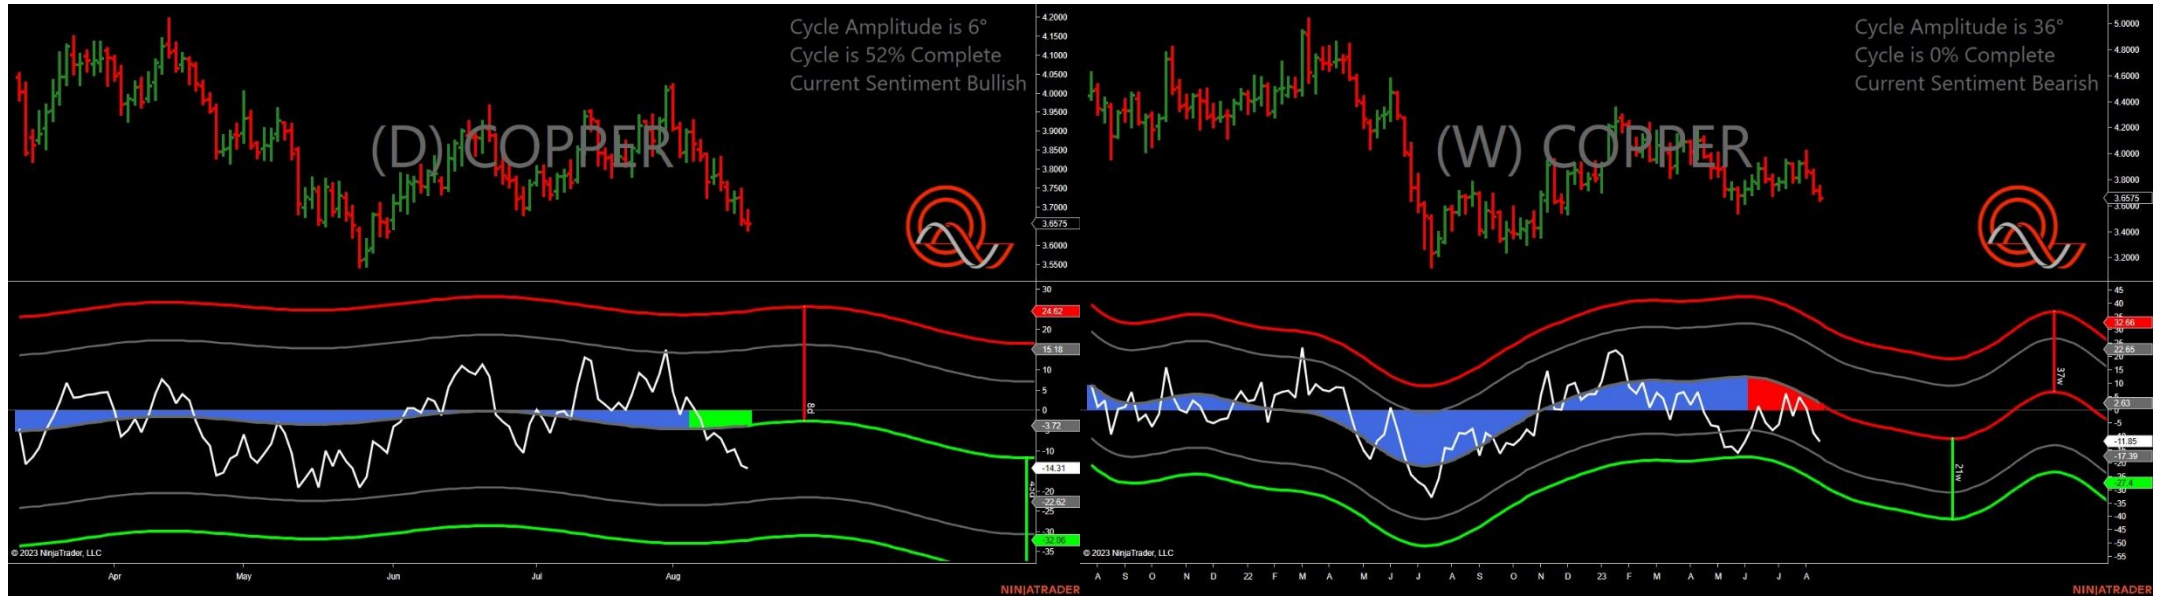 Cycle Amplitude is 6°
Cycle is 52% Complete
Current Sentiment Bullish
(D) COPPER
4.2000
4.1500
4.1000
4.0500
4.0000
3.9500
3.9000
3.8500
3.8000
3.7500
3.7000
3.6575
3.6000
3.5500
30
24.62
20
15.18
10
5
0
-3.72
-10
-14.31
-20
-22.62
-25
-30
-32.06
-35
8d
© 2023 NinjaTrader, LLC
Apr
May
Jun
Jul
Aug
NINJATRADER
Cycle Amplitude is 36°
Cycle is 0% Complete
Current Sentiment Bearish
(W) COPPER
5.0000
4.8000
4.6000
4.4000
4.2000
4.0000
3.8000
3.6575
3.6000
3.4000
3.2000
45
40
35
32.66
22.65
20
15
10
5
2.63
0
-5
-11.85
-17.39
-20
-27.4
-35
-40
-45
-50
-55
37w
21w
© 2023 NinjaTrader, LLC
A S O N D 22 F M A M J J A S O N D 23 F M A M J J A
NINJATRADER